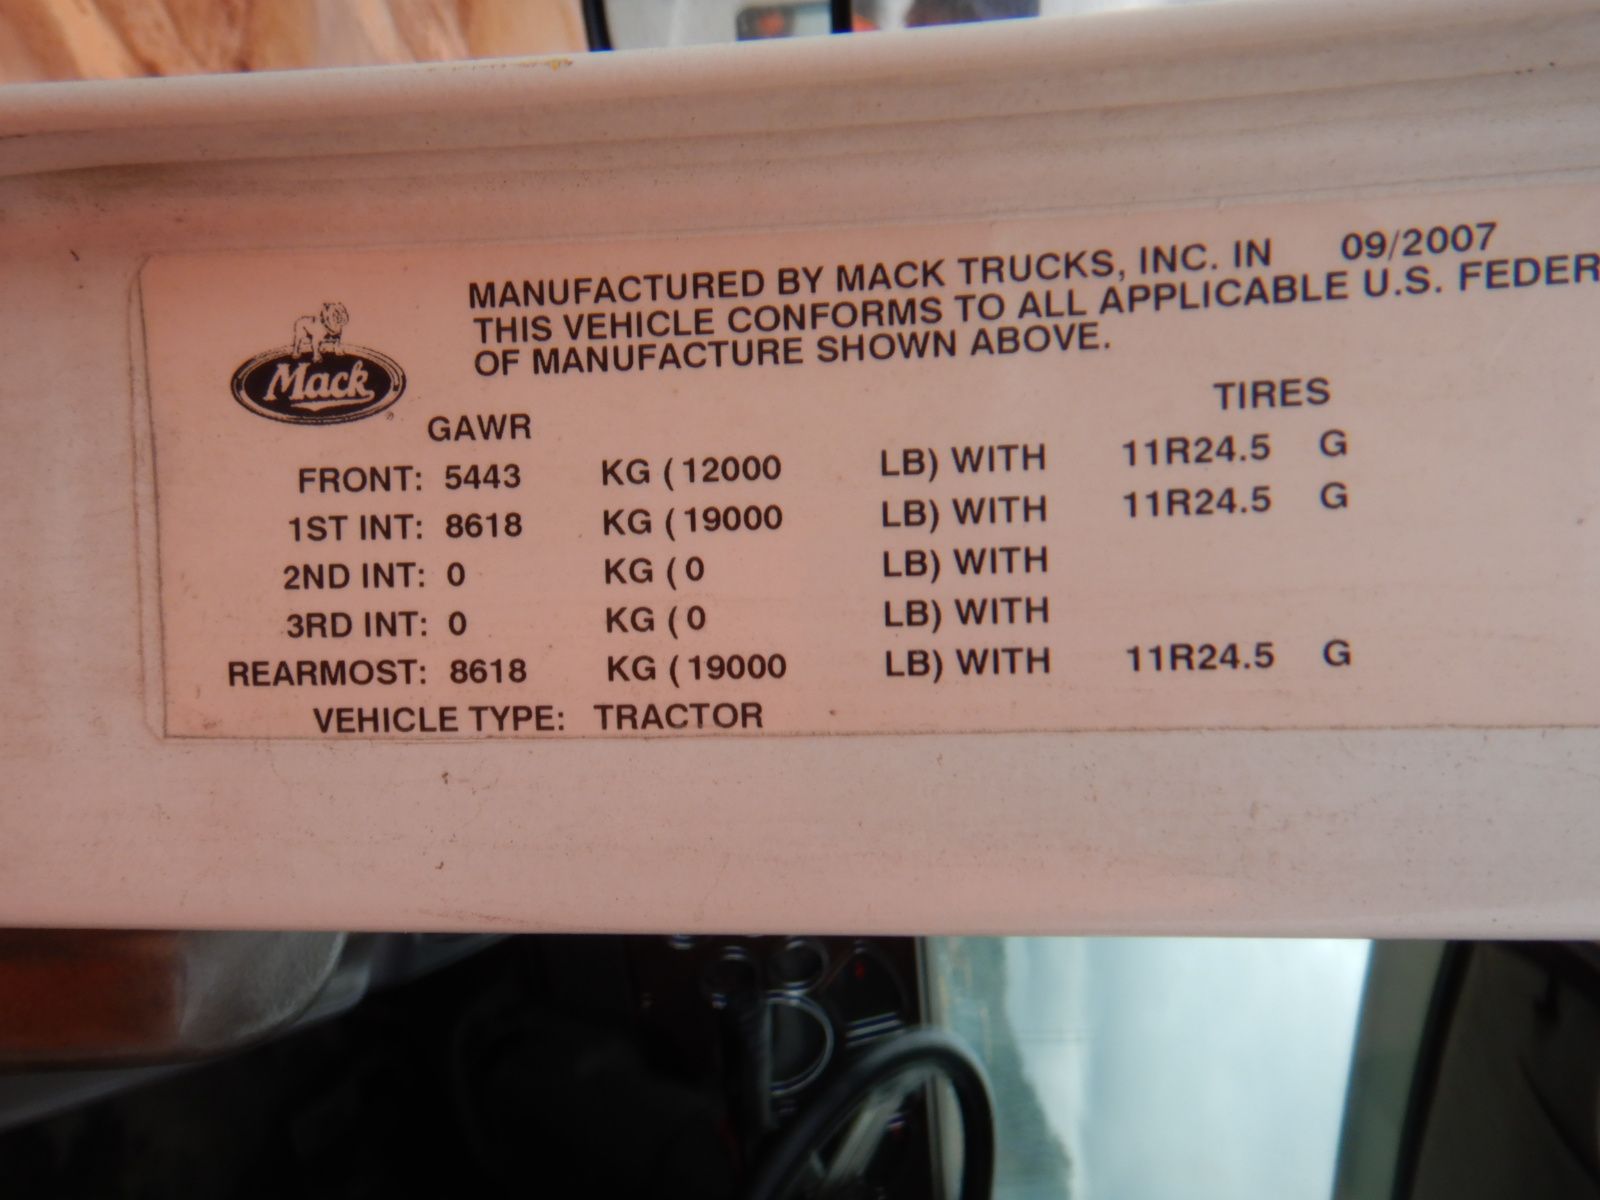 MANUFACTURED BY MACK TRUCKS, INC. IN 09/2007
THIS VEHICLE CONFORMS TO ALL APPLICABLE U.S. FEDER
OF MANUFACTURE SHOWN ABOVE.
Mack
®
GAWR TIRES
FRONT: 5443 KG (12000 LB) WITH 11R24.5 G
1ST INT: 8618 KG (19000 LB) WITH 11R24.5 G
2ND INT: 0 KG (0 LB) WITH
3RD INT: 0 KG (0 LB) WITH
REARMOST: 8618 KG (19000 LB) WITH 11R24.5 G
VEHICLE TYPE: TRACTOR